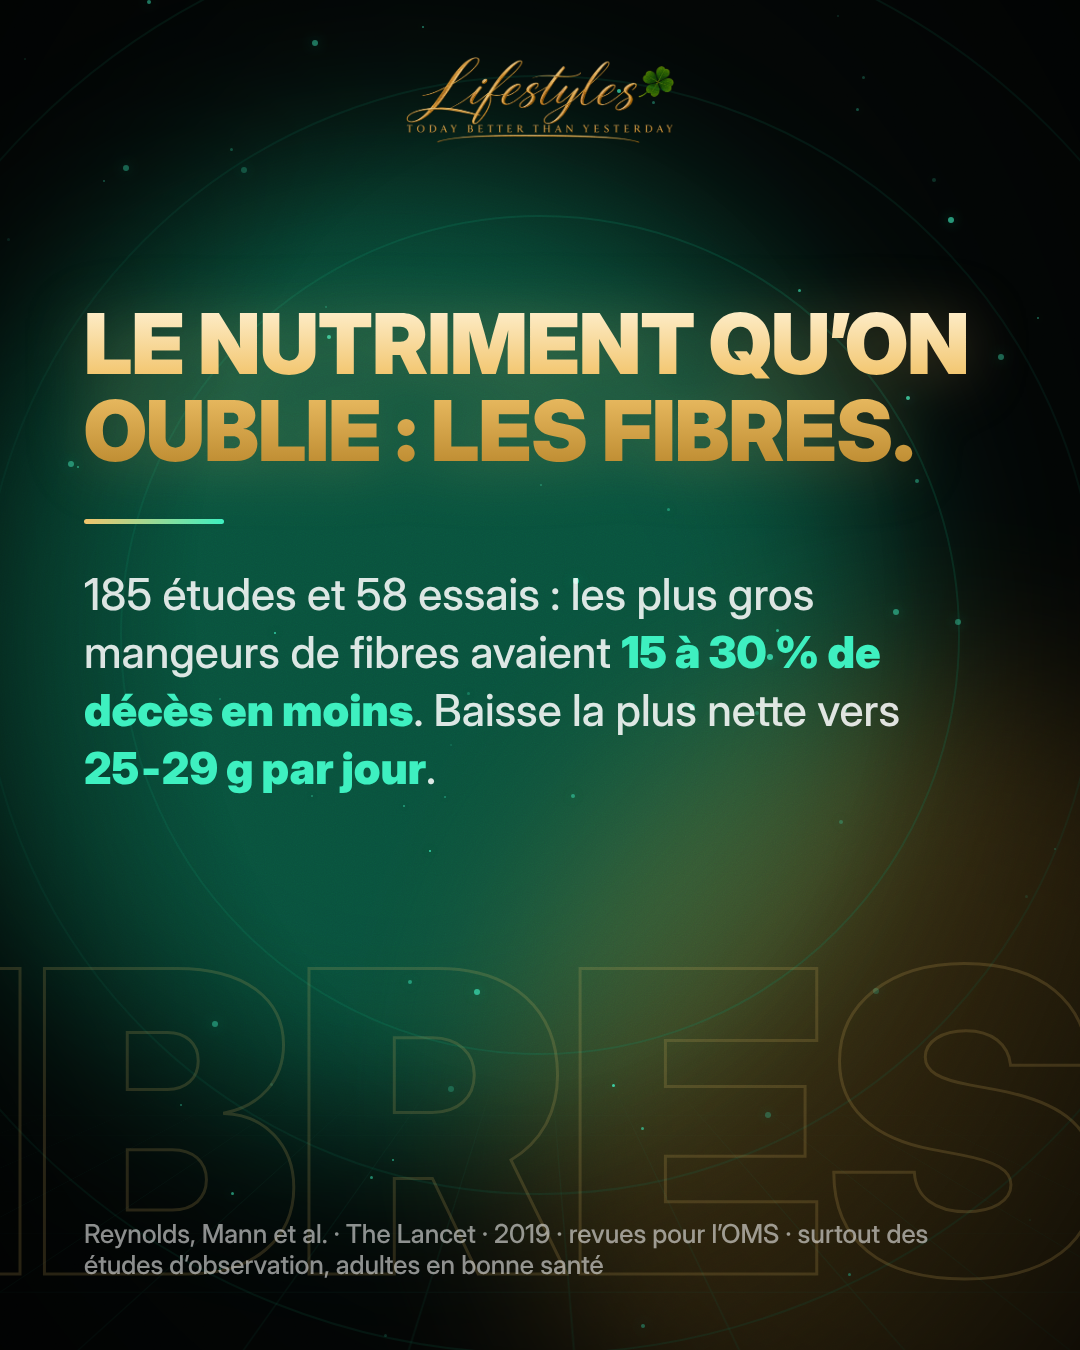 Lifestyles
TODAY BETTER THAN YESTERDAY
LE NUTRIMENT QU’ON
OUBLIE : LES FIBRES.
185 études et 58 essais : les plus gros
mangeurs de fibres avaient 15 à 30 % de
décès en moins. Baisse la plus nette vers
25-29 g par jour.
BRES
Reynolds, Mann et al. · The Lancet · 2019 · revues pour l’OMS · surtout des
études d’observation, adultes en bonne santé